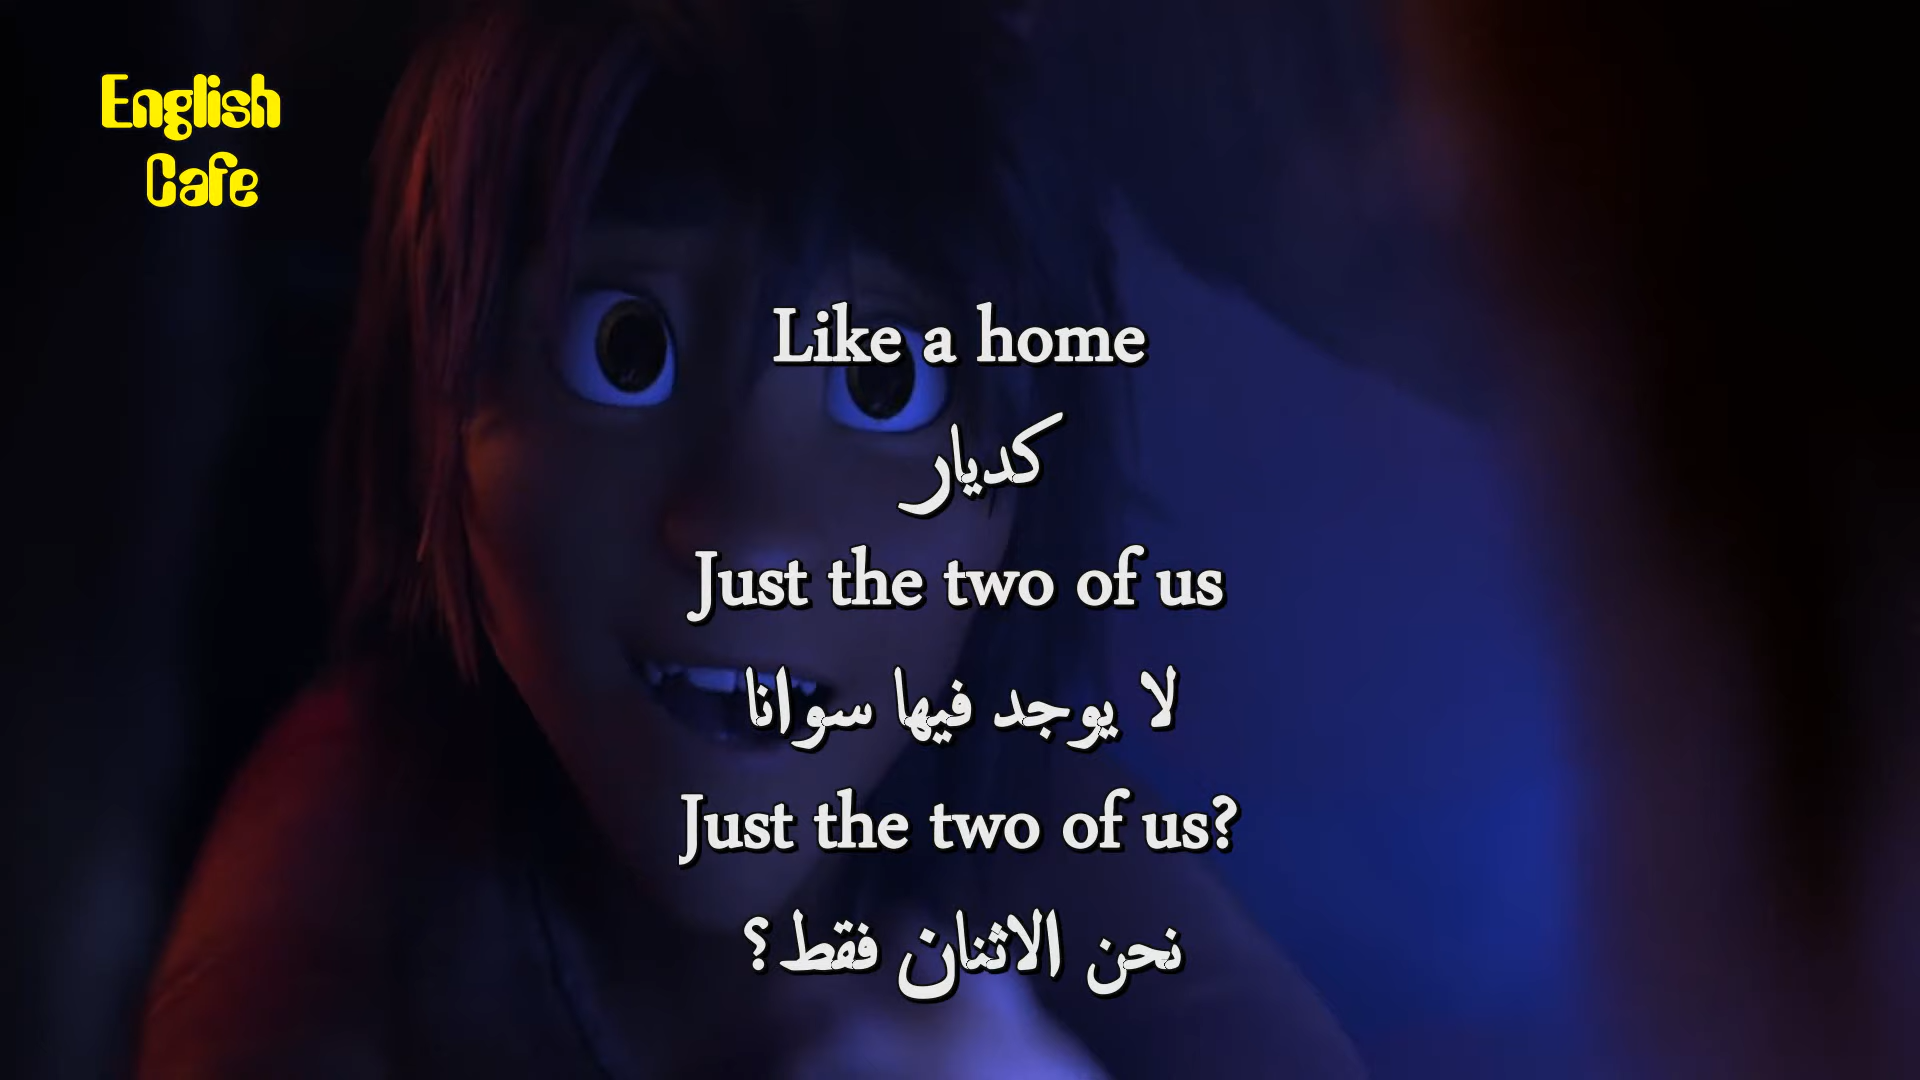 English
Cafe
Like a home
كديار
Just the two of us
لا يوجد فيها سوانا
Just the two of us?
نحن الاثنان فقط؟